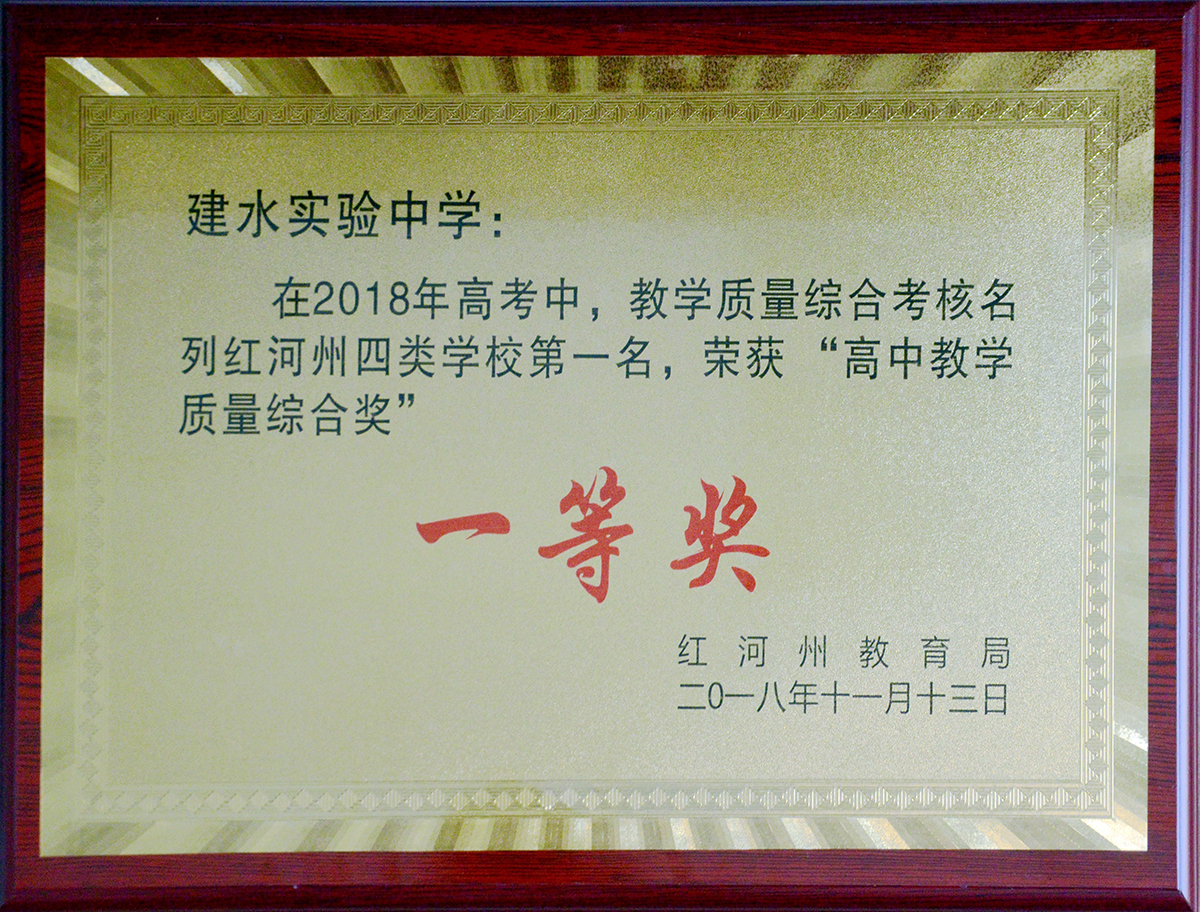 建水实验中学：
在2018年高考中，教学质量综合考核名
列红河州四类学校第一名，荣获“高中教学
质量综合奖”
一等奖
红河州教育局
二0一八年十一月十三日